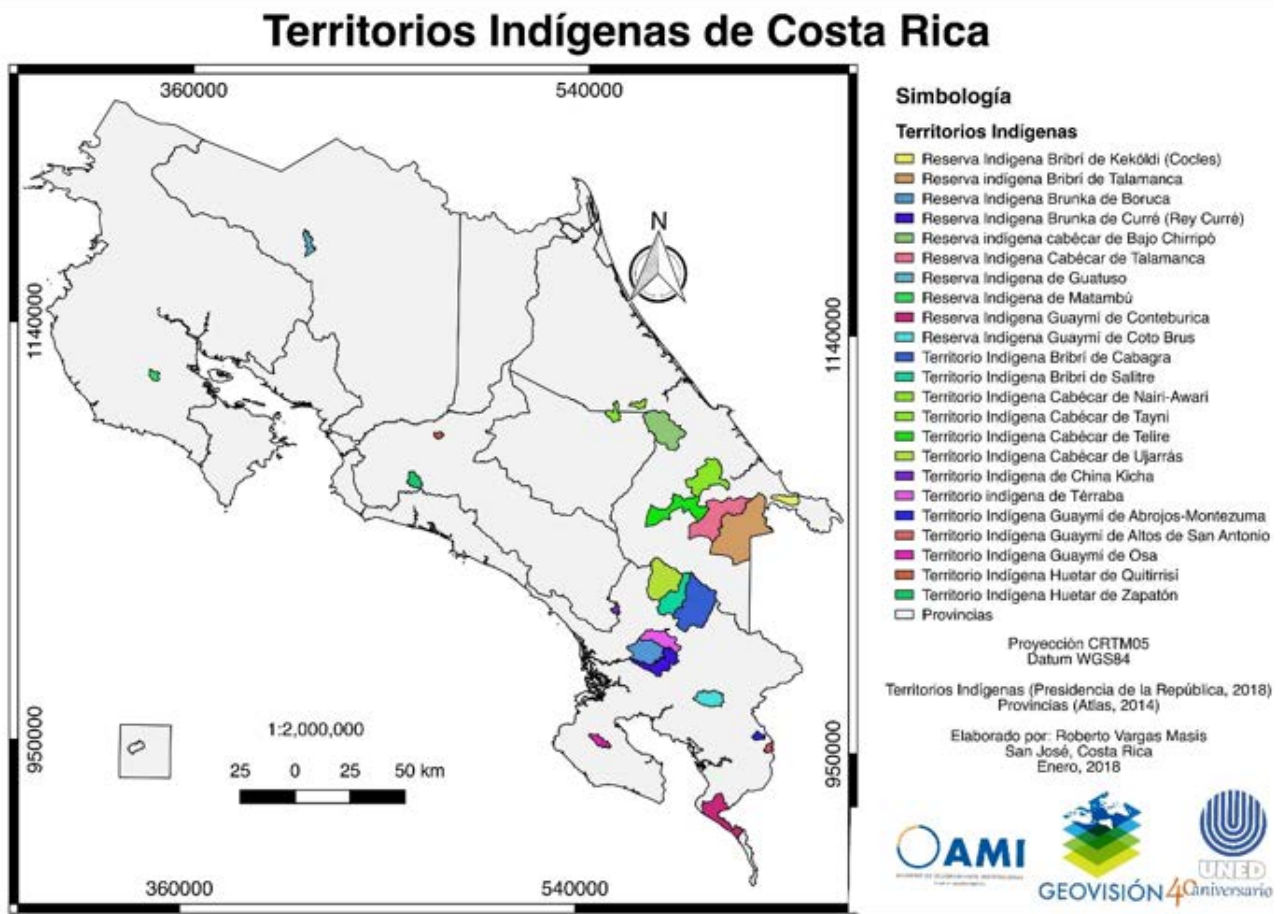 Territorios Indígenas de Costa Rica
360000
540000
1140000
1140000
950000
950000
360000
540000
N
1:2,000,000
25 0 25 50 km
Simbología
Territorios Indígenas
Reserva Indígena Bribrí de Kekóldi (Cocles)
Reserva indígena Bribrí de Talamanca
Reserva Indígena Brunka de Boruca
Reserva Indígena Brunka de Curré (Rey Curré)
Reserva indígena cabécar de Bajo Chirripó
Reserva Indígena Cabécar de Talamanca
Reserva Indígena de Guatuso
Reserva Indígena de Matambú
Reserva Indígena Guaymí de Conteburica
Reserva Indígena Guaymí de Coto Brus
Territorio Indígena Bribrí de Cabagra
Territorio Indígena Bribrí de Salitre
Territorio Indígena Cabécar de Nairi-Awari
Territorio Indígena Cabécar de Tayni
Territorio Indígena Cabécar de Telire
Territorio Indígena Cabécar de Ujarrás
Territorio Indígena de China Kicha
Territorio indígena de Térraba
Territorio Indígena Guaymí de Abrojos-Montezuma
Territorio Indígena Guaymí de Altos de San Antonio
Territorio Indígena Guaymí de Osa
Territorio Indígena Huetar de Quitirrisí
Territorio Indígena Huetar de Zapatón
Provincias
Proyección CRTM05
Datum WGS84
Territorios Indígenas (Presidencia de la República, 2018)
Provincias (Atlas, 2014)
Elaborado por: Roberto Vargas Masis
San José, Costa Rica
Enero, 2018
AMI
GEOVISIÓN
UNED
40 aniversario